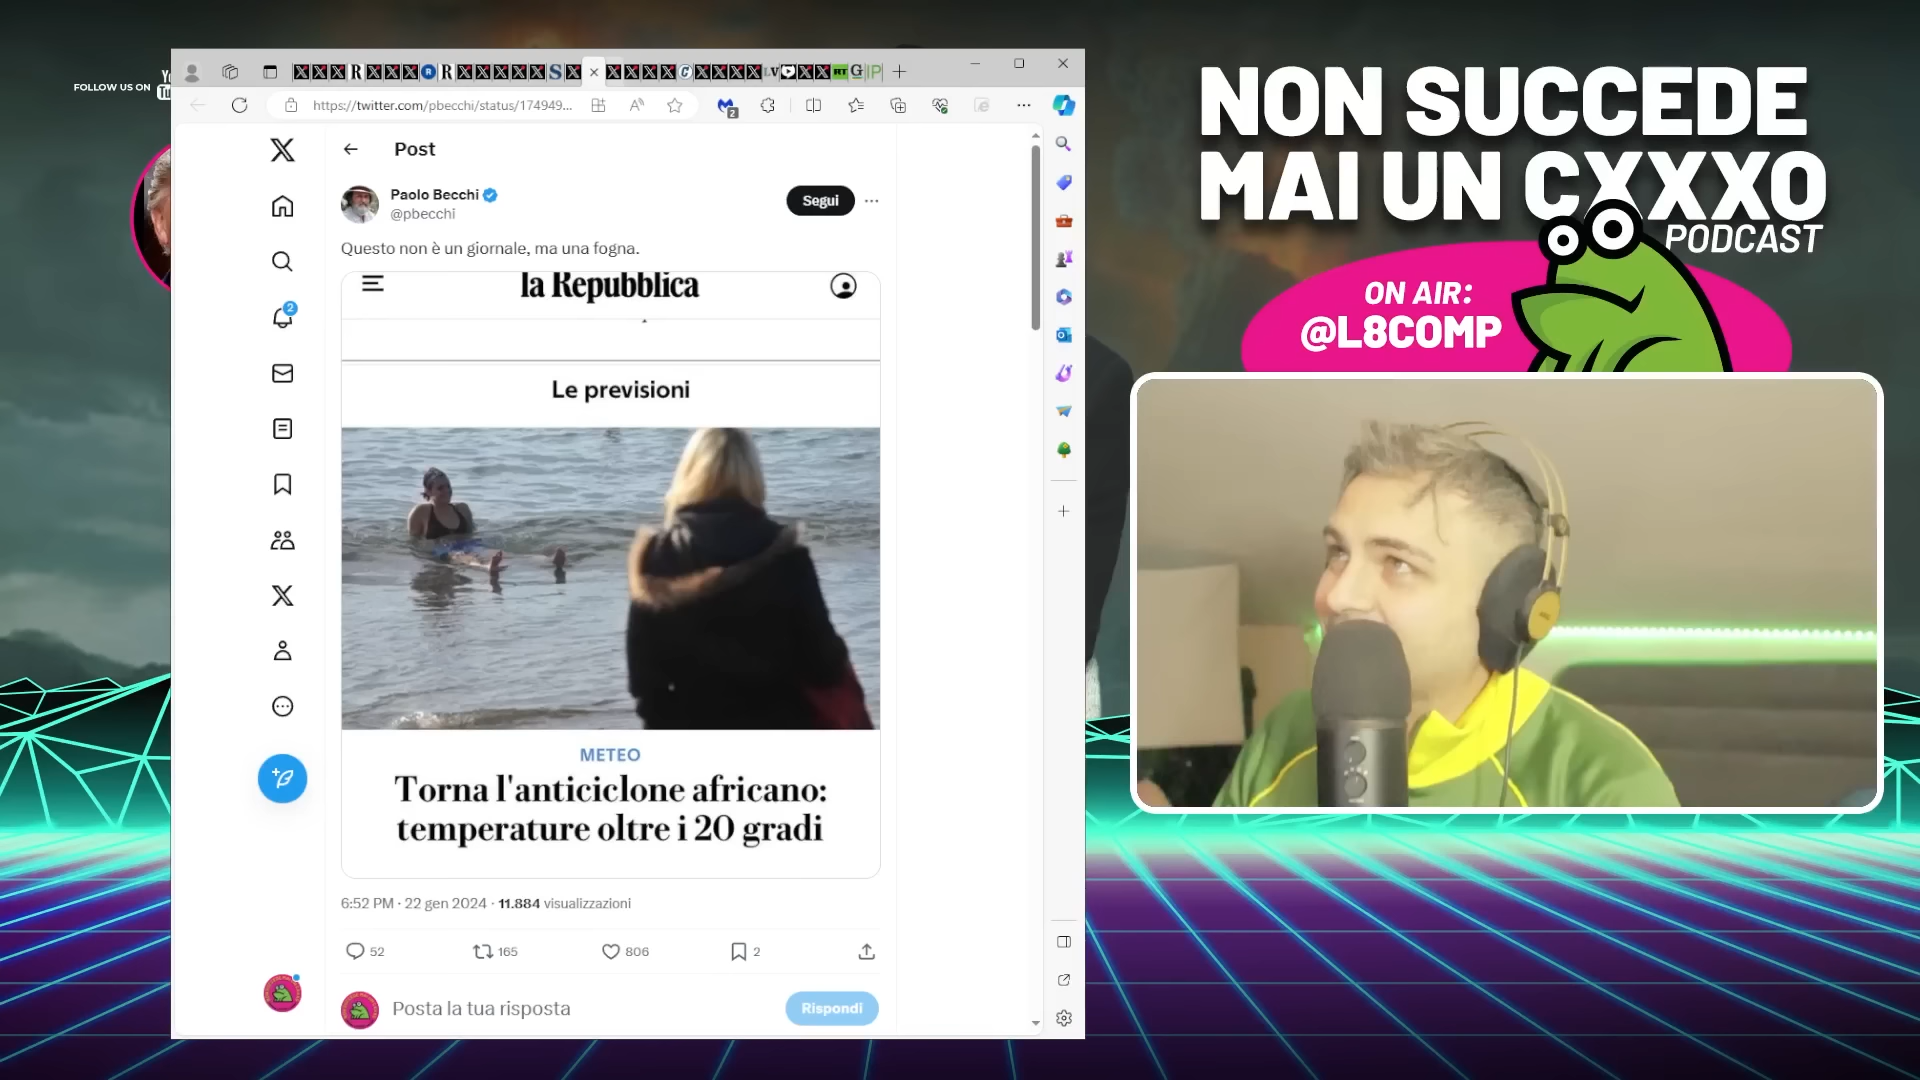 FOLLOW US ON
https://twitter.com/pbecchi/status/174949...
2
Post
Paolo Becchi
@pbecchi
Segui
Questo non è un giornale, ma una fogna.
la Repubblica
Le previsioni
METEO
Torna l'anticiclone africano:
temperature oltre i 20 gradi
6:52 PM · 22 gen 2024 · 11.884 visualizzazioni
52
165
806
2
Posta la tua risposta
Rispondi
2
NON SUCCEDE
MAI UN CXXXO
PODCAST
ON AIR:
@L8COMP